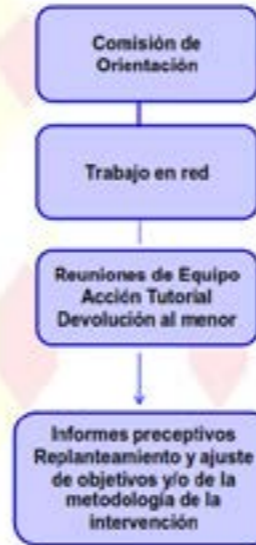 Comisión de
Orientación
Trabajo en red
Reuniones de Equipo
Acción Tutorial
Devolución al menor
Informes preceptivos
Replanteamiento y ajuste
de objetivos y/o de la
metodología de la
intervención